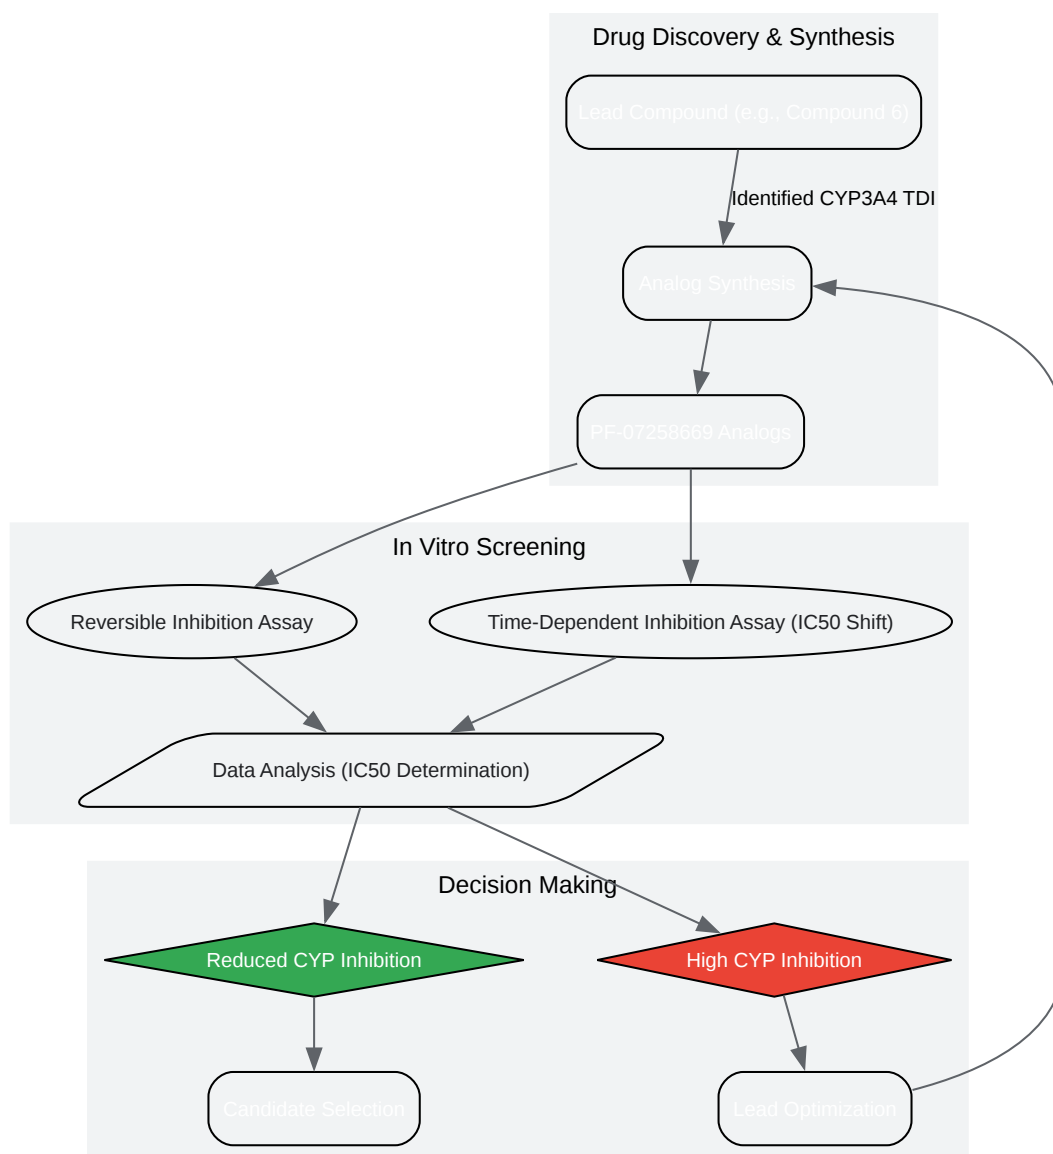 Drug Discovery & Synthesis
Lead Compound (e.g., Compound 6)
Identified CYP3A4 TDI
Analog Synthesis
PF-07258669 Analogs
In Vitro Screening
Reversible Inhibition Assay
Time-Dependent Inhibition Assay (IC50 Shift)
Data Analysis (IC50 Determination)
Decision Making
Reduced CYP Inhibition
High CYP Inhibition
Candidate Selection
Lead Optimization